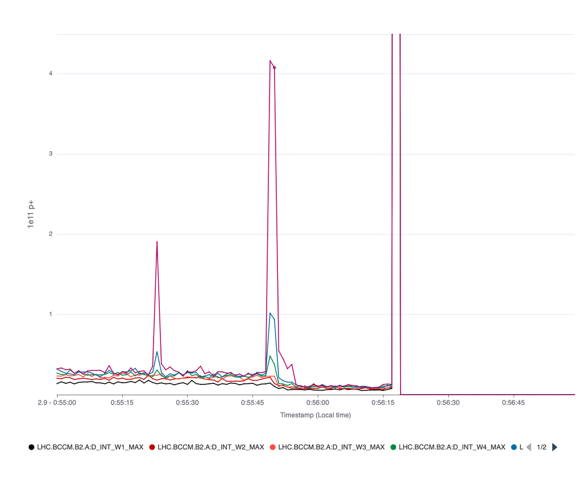 4
3
2
1
1e11 p+
2.9 - 0:55:00 0:55:15 0:55:30 0:55:45 0:56:00 0:56:15 0:56:30 0:56:45
Timestamp (Local time)
LHC.BCCM.B2.A:D_INT_W1_MAX LHC.BCCM.B2.A:D_INT_W2_MAX LHC.BCCM.B2.A:D_INT_W3_MAX LHC.BCCM.B2.A:D_INT_W4_MAX L 1/2